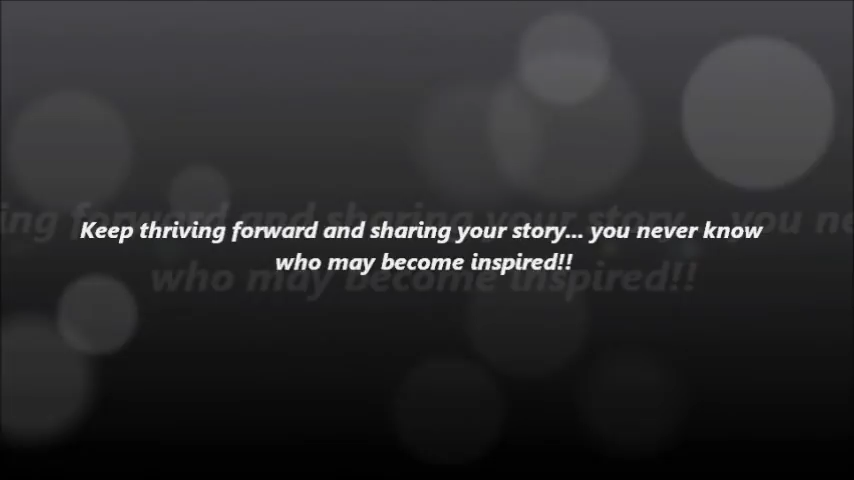 Keep thriving forward and sharing your story... you never know
who may become inspired!!